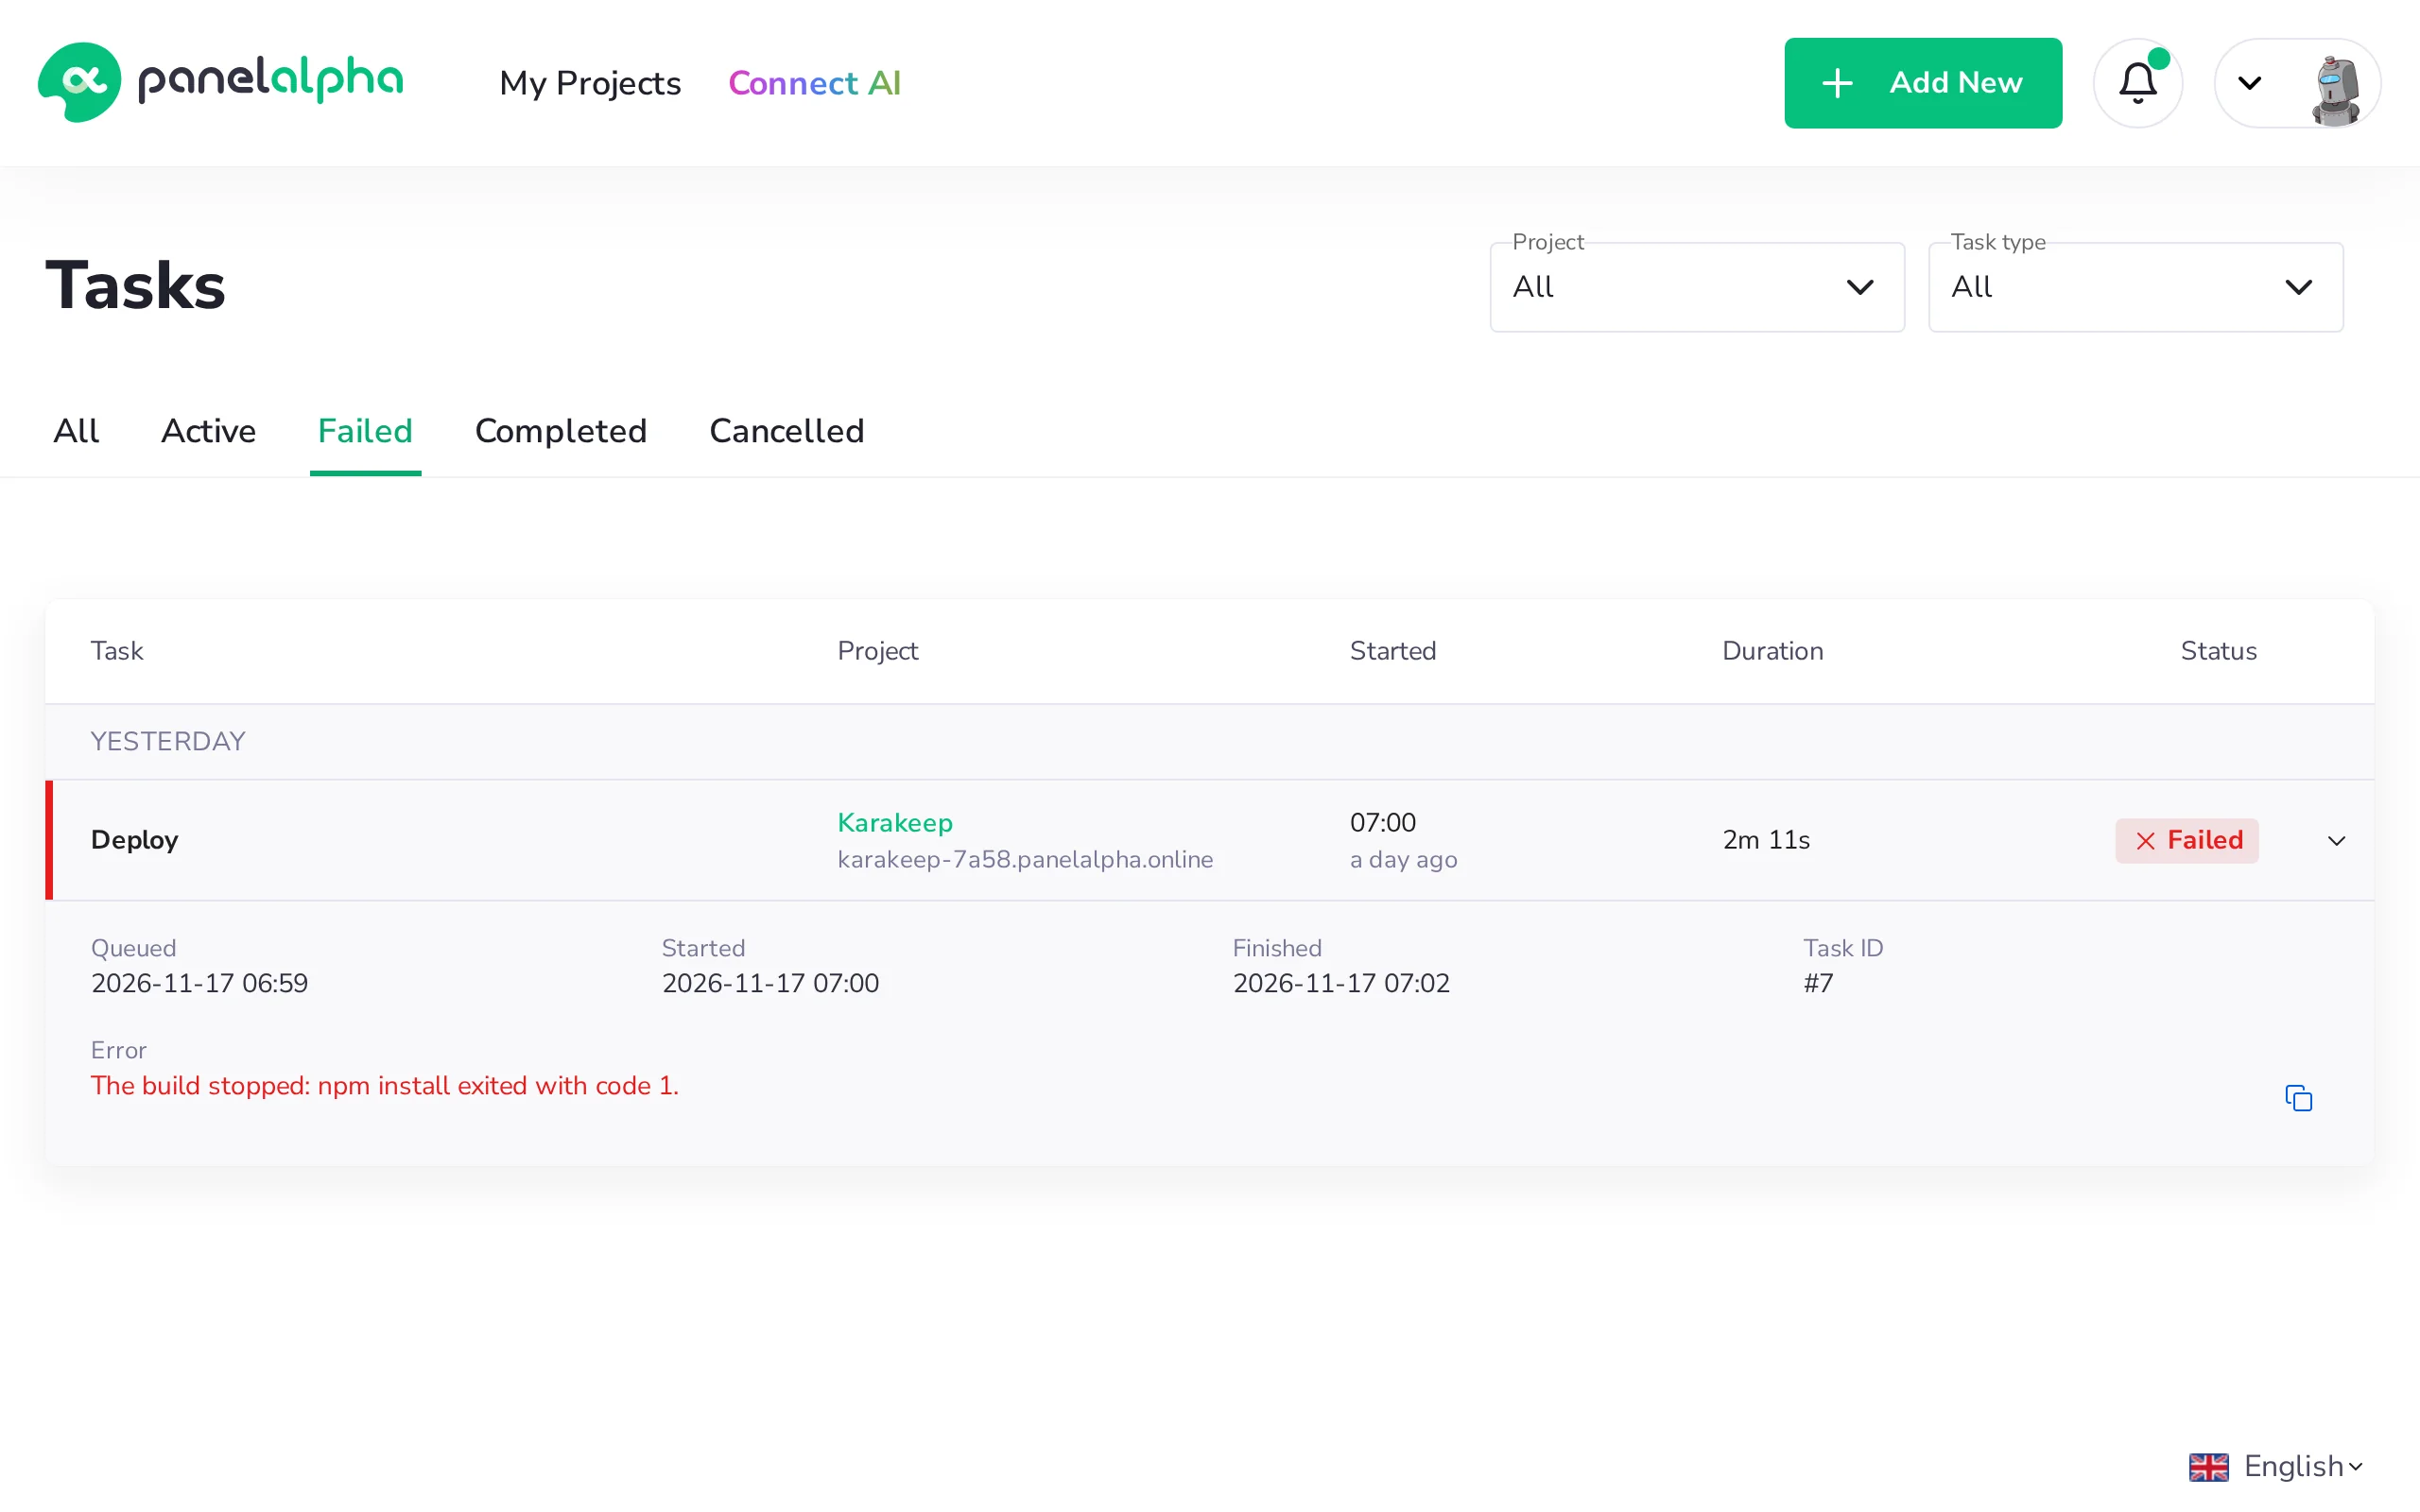 panelalpha
My Projects
Connect AI
Add New
Tasks
Project
All
Task type
All
All
Active
Failed
Completed
Cancelled
Task
Project
Started
Duration
Status
YESTERDAY
Deploy
Karakeep
karakeep-7a58.panelalpha.online
07:00
a day ago
2m 11s
Failed
Queued
2026-11-17 06:59
Started
2026-11-17 07:00
Finished
2026-11-17 07:02
Task ID
#7
Error
The build stopped: npm install exited with code 1.
English